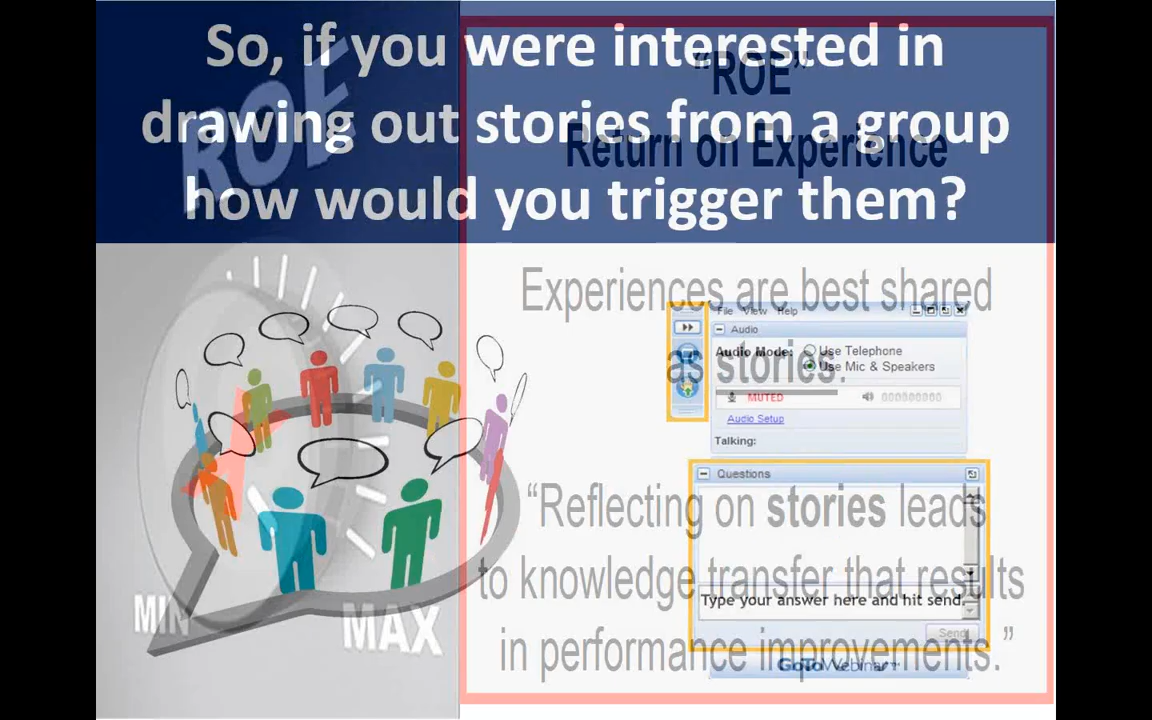 So, if you were interested in
drawing out stories from a group
how would you trigger them?
ROE
"ROE"
Return on Experience
Experiences are best shared
as stories.
"Reflecting on stories leads
to knowledge transfer that results
in performance improvements."
MIN
MAX
File View Help
Audio
Audio Mode: Use Telephone
Use Mic & Speakers
MUTED
Audio Setup
Talking:
Questions
Type your answer here and hit send.
Send
GoToWebinar™